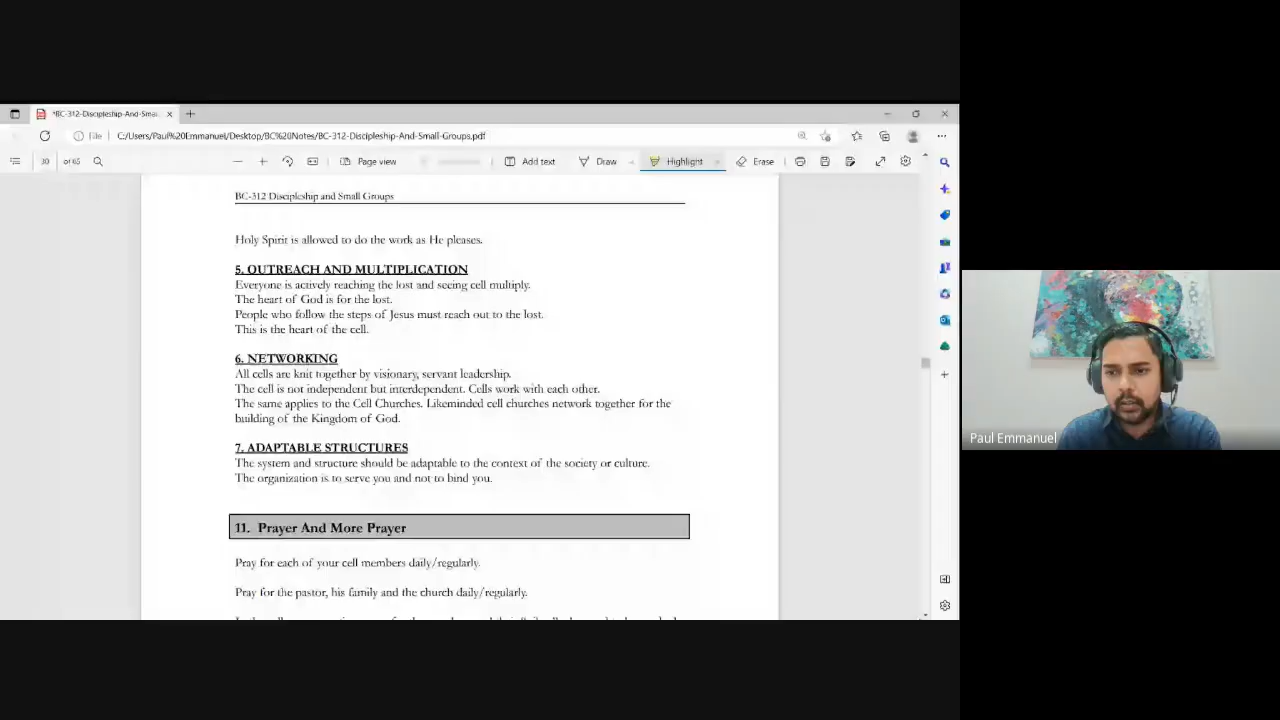 *BC-312-Discipleship-And-Smal
File C:/Users/Paul%20Emmanuel/Desktop/BC%20Notes/BC-312-Discipleship-And-Small-Groups.pdf
30 of 65 Page view Add text Draw Highlight Erase
BC-312 Discipleship and Small Groups
Holy Spirit is allowed to do the work as He pleases.
5. OUTREACH AND MULTIPLICATION
Everyone is actively reaching the lost and seeing cell multiply.
The heart of God is for the lost.
People who follow the steps of Jesus must reach out to the lost.
This is the heart of the cell.
6. NETWORKING
All cells are knit together by visionary, servant leadership.
The cell is not independent but interdependent. Cells work with each other.
The same applies to the Cell Churches. Likeminded cell churches network together for the
building of the Kingdom of God.
7. ADAPTABLE STRUCTURES
The system and structure should be adaptable to the context of the society or culture.
The organization is to serve you and not to bind you.
11. Prayer And More Prayer
Pray for each of your cell members daily/regularly.
Pray for the pastor, his family and the church daily/regularly.
Paul Emmanuel